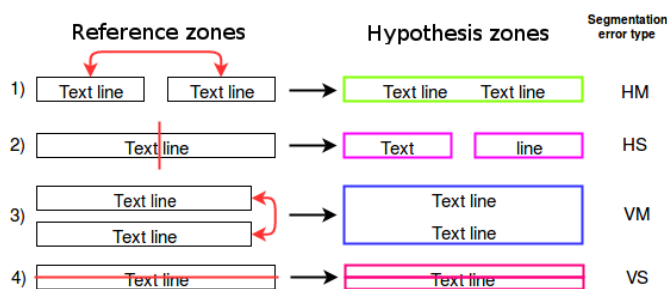 Reference zones Hypothesis zones Segmentation
error type
1) Text line Text line Text line Text line HM
2) Text line Text line HS
3) Text line Text line VM
Text line Text line
4) Text line Text line VS